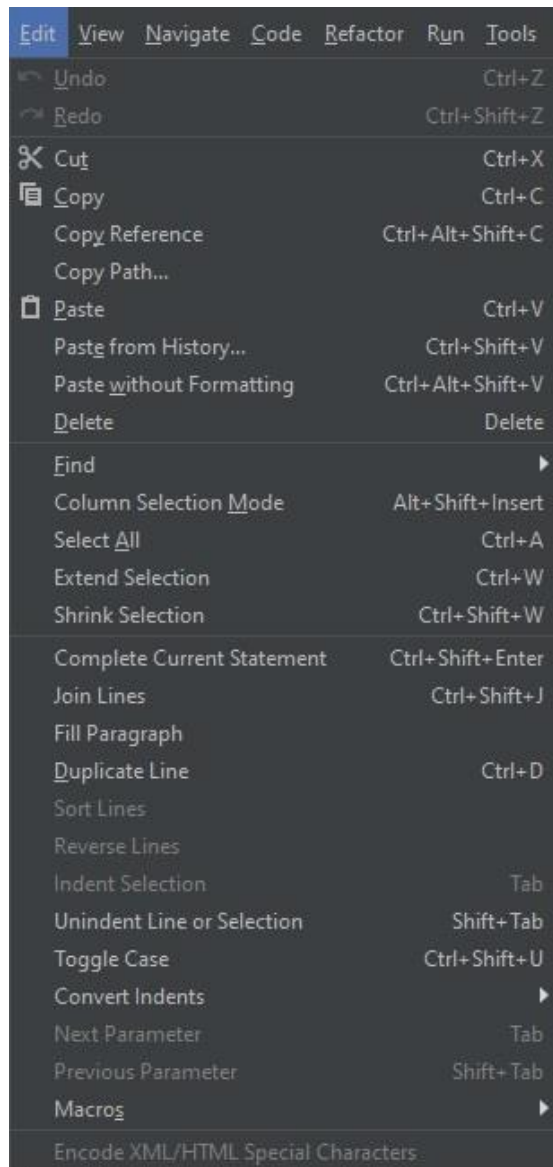 Edit View Navigate Code Refactor Run Tools
Undo Ctrl+Z
Redo Ctrl+Shift+Z
Cut Ctrl+X
Copy Ctrl+C
Copy Reference Ctrl+Alt+Shift+C
Copy Path...
Paste Ctrl+V
Paste from History... Ctrl+Shift+V
Paste without Formatting Ctrl+Alt+Shift+V
Delete Delete
Find
Column Selection Mode Alt+Shift+Insert
Select All Ctrl+A
Extend Selection Ctrl+W
Shrink Selection Ctrl+Shift+W
Complete Current Statement Ctrl+Shift+Enter
Join Lines Ctrl+Shift+J
Fill Paragraph
Duplicate Line Ctrl+D
Sort Lines
Reverse Lines
Indent Selection Tab
Unindent Line or Selection Shift+Tab
Toggle Case Ctrl+Shift+U
Convert Indents
Next Parameter Tab
Previous Parameter Shift+Tab
Macros
Encode XML/HTML Special Characters